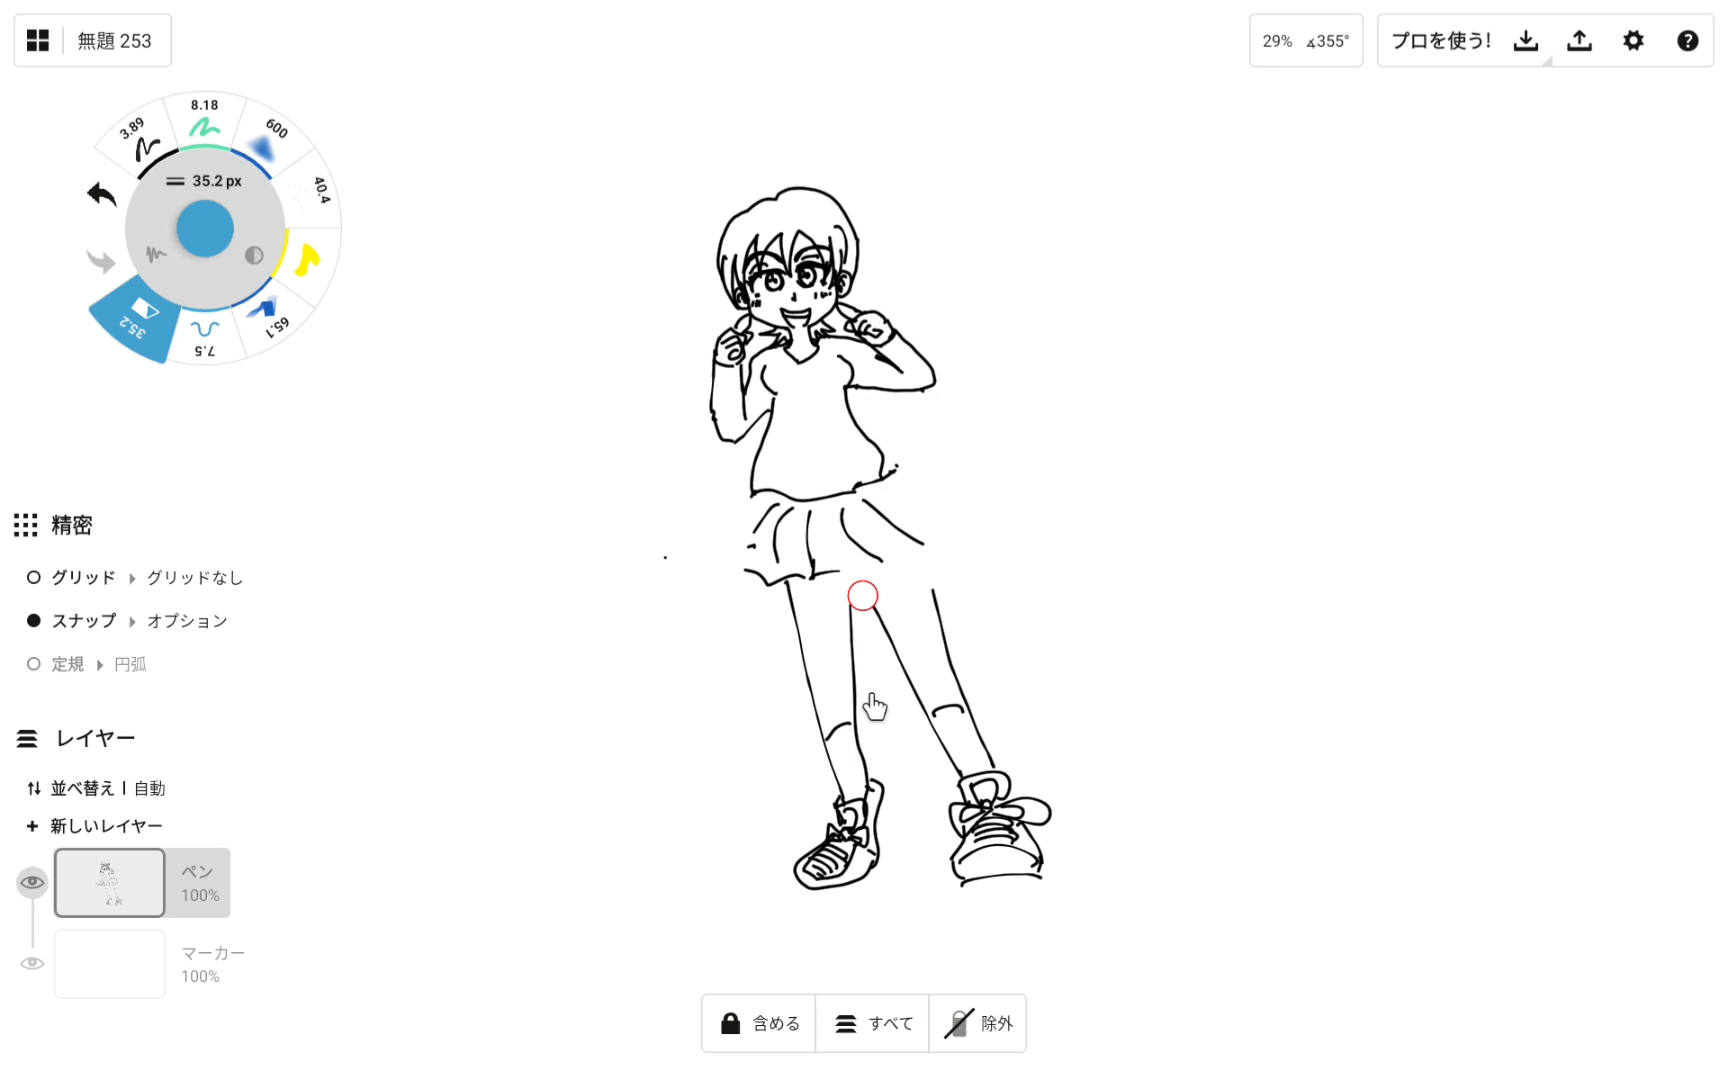 無題 253
29% ∡355°
プロを使う!
8.18
3.89
600
40.4
35.2 px
35.2
7.5
65.1
精密
グリッド ▸ グリッドなし
スナップ ▸ オプション
定規 ▸ 円弧
レイヤー
並べ替え | 自動
+ 新しいレイヤー
ペン
100%
マーカー
100%
含める
すべて
除外